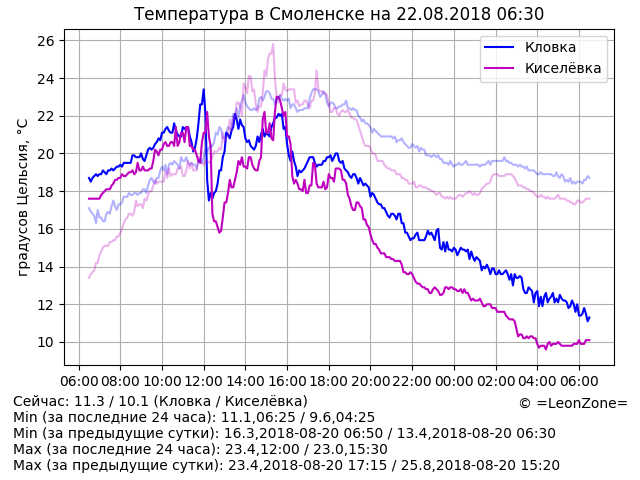 Температура в Смоленске на 22.08.2018 06:30
Кловка
Киселёвка
градусов Цельсия, °C
26
24
22
20
18
16
14
12
10
06:00 08:00 10:00 12:00 14:00 16:00 18:00 20:00 22:00 00:00 02:00 04:00 06:00
Сейчас: 11.3 / 10.1 (Кловка / Киселёвка)
© =LeonZone=
Min (за последние 24 часа): 11.1,06:25 / 9.6,04:25
Min (за предыдущие сутки): 16.3,2018-08-20 06:50 / 13.4,2018-08-20 06:30
Max (за последние 24 часа): 23.4,12:00 / 23.0,15:30
Max (за предыдущие сутки): 23.4,2018-08-20 17:15 / 25.8,2018-08-20 15:20